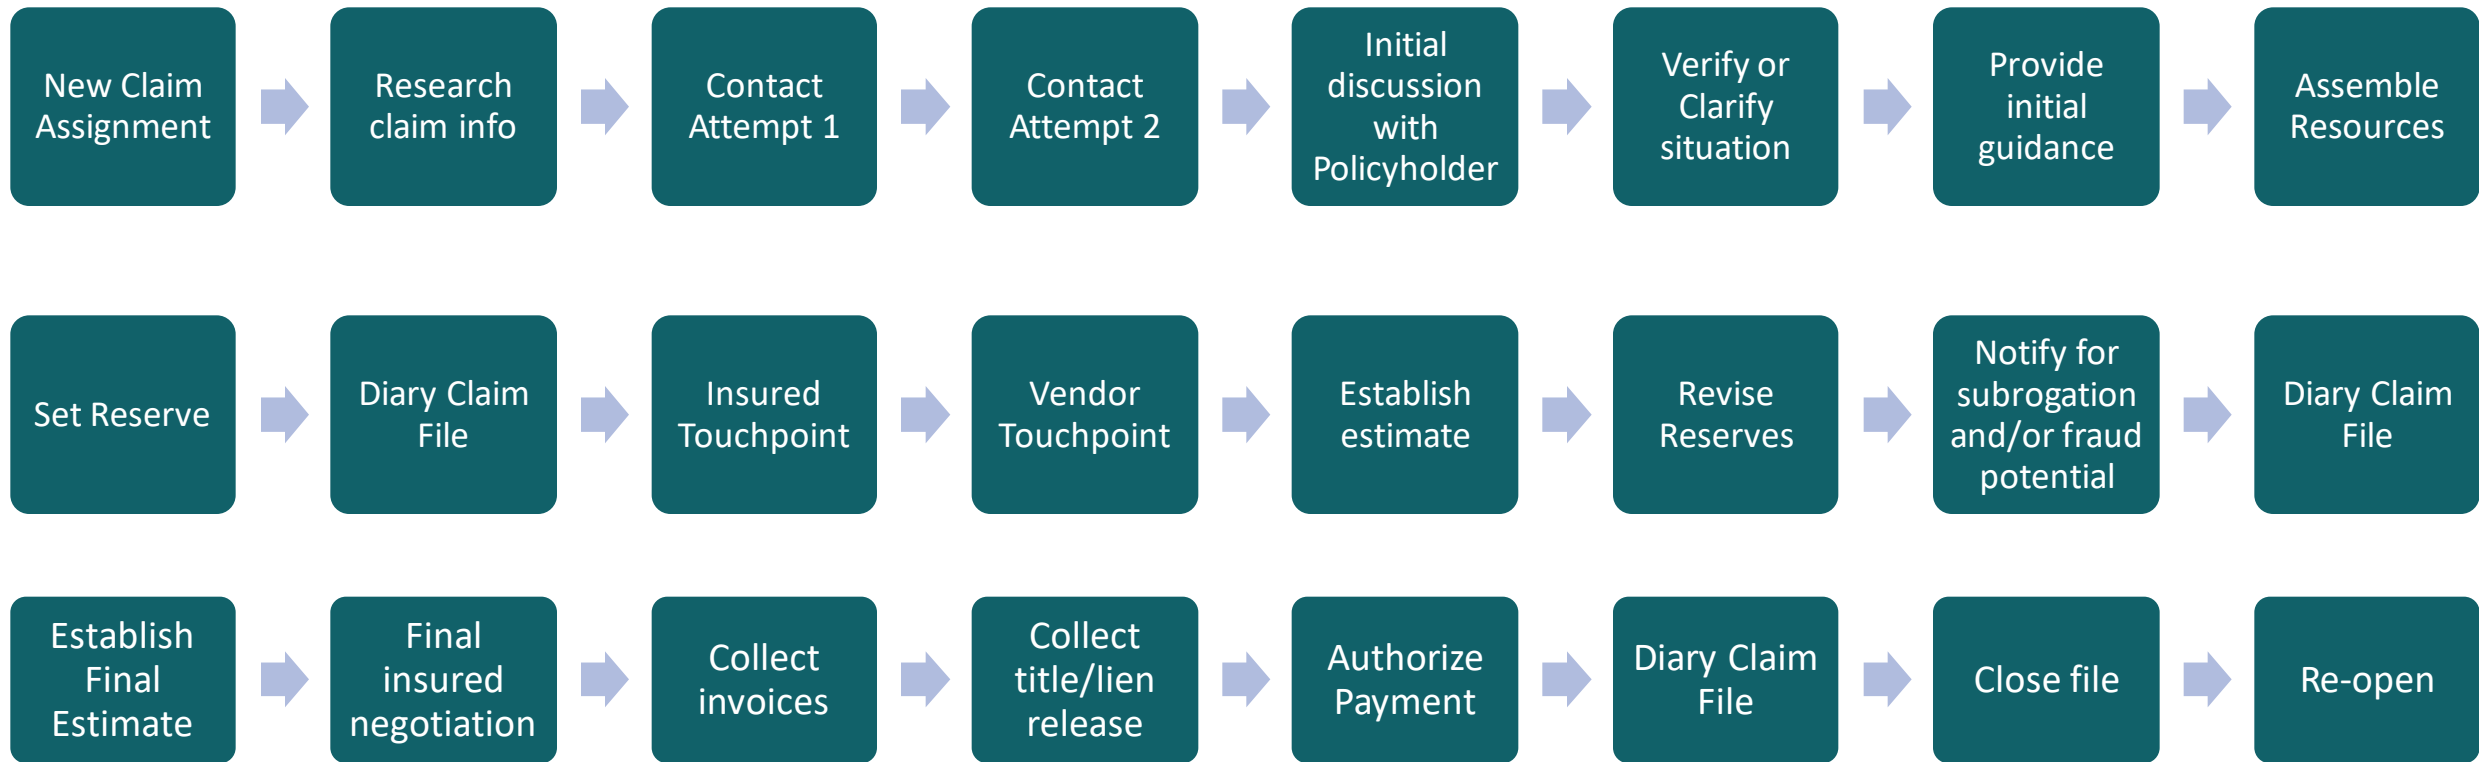 New Claim
Assignment
Research
claim info
Contact
Attempt 1
Contact
Attempt 2
Initial
discussion
with
Policyholder
Verify or
Clarify
situation
Provide
initial
guidance
Assemble
Resources
Set Reserve
Diary Claim
File
Insured
Touchpoint
Vendor
Touchpoint
Establish
estimate
Revise
Reserves
Notify for
subrogation
and/or fraud
potential
Diary Claim
File
Establish
Final
Estimate
Final
insured
negotiation
Collect
invoices
Collect
title/lien
release
Authorize
Payment
Diary Claim
File
Close file
Re-open